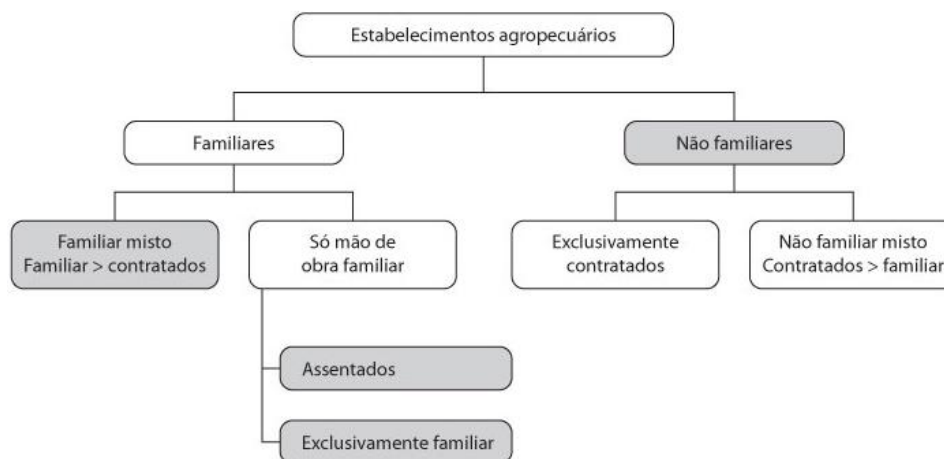 Estabelecimentos agropecuários
Familiares
Não familiares
Familiar misto
Familiar > contratados
Só mão de
obra familiar
Exclusivamente
contratados
Não familiar misto
Contratados > familiar
Assentados
Exclusivamente familiar